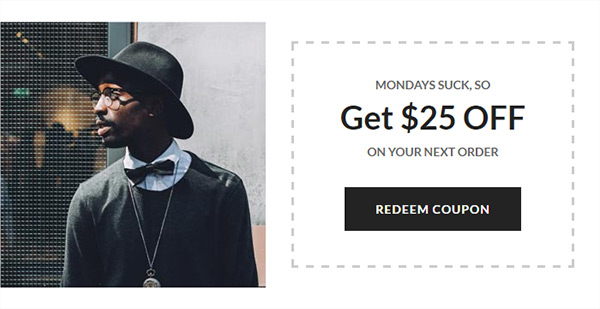 MONDAYS SUCK, SO
Get $25 OFF
ON YOUR NEXT ORDER
REDEEM COUPON